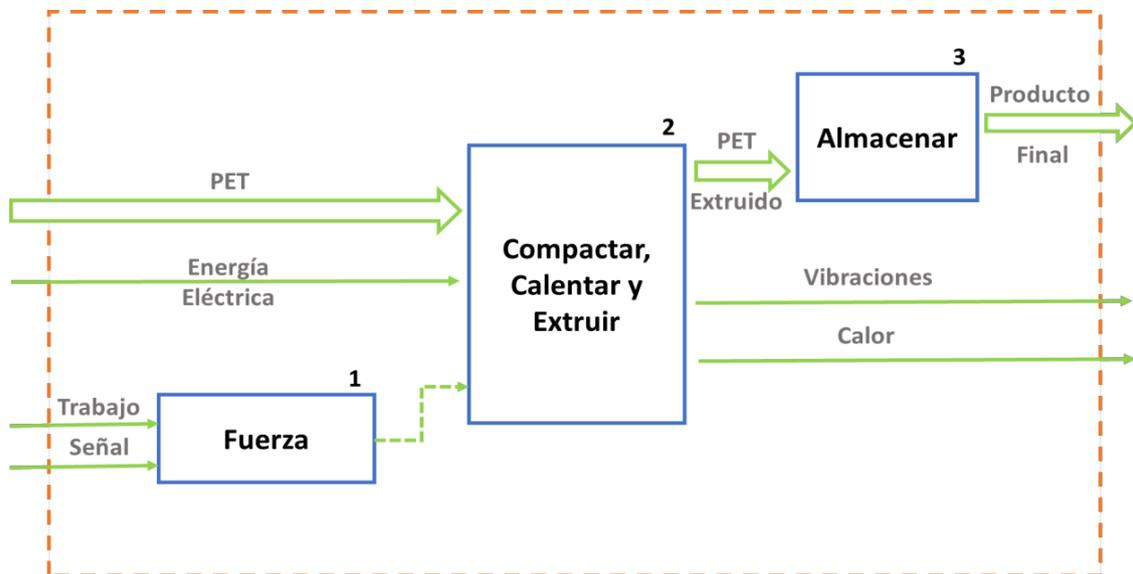 3
Producto
Final
Almacenar
2
PET
Extruido
PET
Energía
Eléctrica
Compactar,
Calentar y
Extruir
Vibraciones
Calor
1
Trabajo
Señal
Fuerza